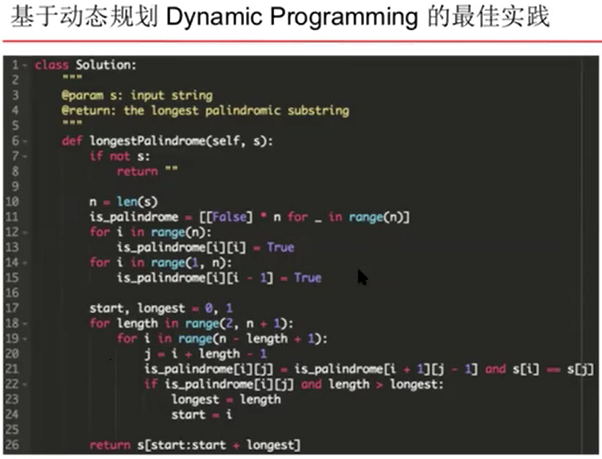 基于动态规划 Dynamic Programming 的最佳实践
1 class Solution:
2     """
3     @param s: input string
4     @return: the longest palindromic substring
5     """
6     def longestPalindrome(self, s):
7         if not s:
8             return ""
9
10         n = len(s)
11         is_palindrome = [[False] * n for _ in range(n)]
12         for i in range(n):
13             is_palindrome[i][i] = True
14         for i in range(1, n):
15             is_palindrome[i][i - 1] = True
16
17         start, longest = 0, 1
18         for length in range(2, n + 1):
19             for i in range(n - length + 1):
20                 j = i + length - 1
21                 is_palindrome[i][j] = is_palindrome[i + 1][j - 1] and s[i] == s[j]
22                 if is_palindrome[i][j] and length > longest:
23                     longest = length
24                     start = i
25
26         return s[start:start + longest]